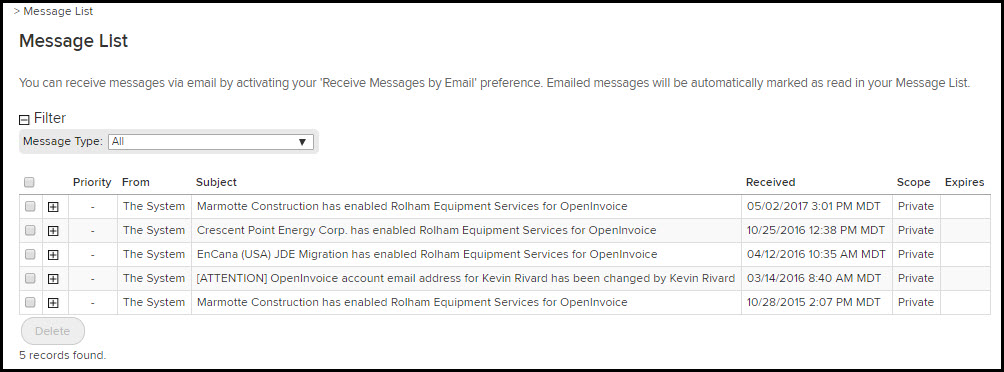 > Message List
Message List
You can receive messages via email by activating your 'Receive Messages by Email' preference. Emailed messages will be automatically marked as read in your Message List.
Filter
Message Type: All
Priority From Subject Received Scope Expires
- The System Marmotte Construction has enabled Rolham Equipment Services for OpenInvoice 05/02/2017 3:01 PM MDT Private
- The System Crescent Point Energy Corp. has enabled Rolham Equipment Services for OpenInvoice 10/25/2016 12:38 PM MDT Private
- The System EnCana (USA) JDE Migration has enabled Rolham Equipment Services for OpenInvoice 04/12/2016 10:35 AM MDT Private
- The System [ATTENTION] OpenInvoice account email address for Kevin Rivard has been changed by Kevin Rivard 03/14/2016 8:40 AM MDT Private
- The System Marmotte Construction has enabled Rolham Equipment Services for OpenInvoice 10/28/2015 2:07 PM MDT Private
Delete
5 records found.